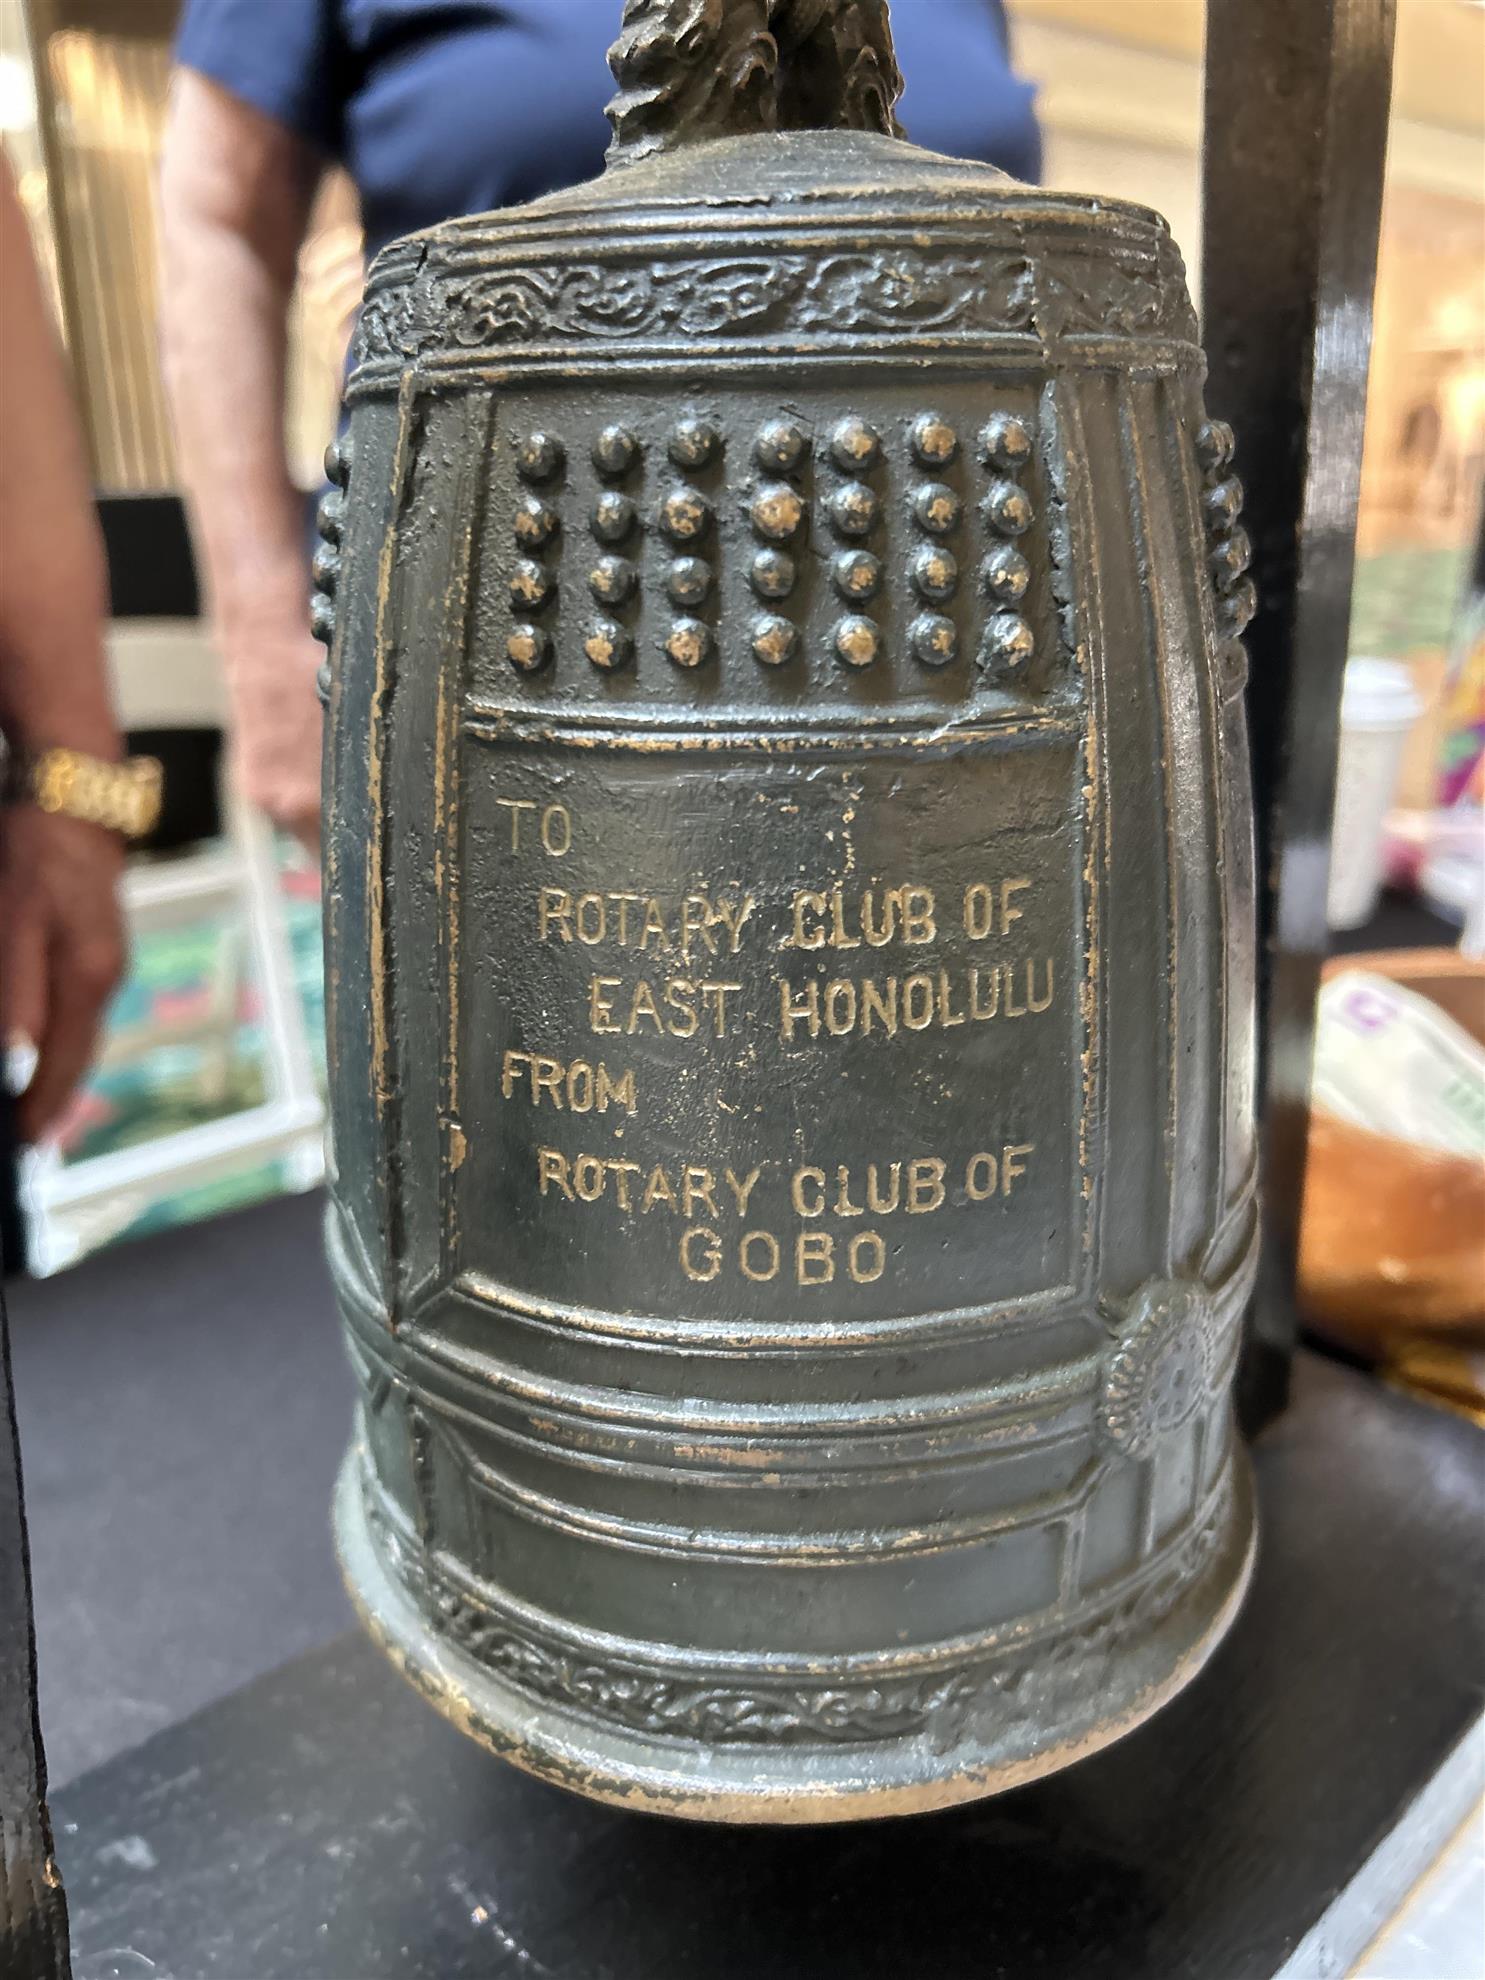 TO
ROTARY CLUB OF
EAST HONOLULU
FROM
ROTARY CLUB OF
GOBO